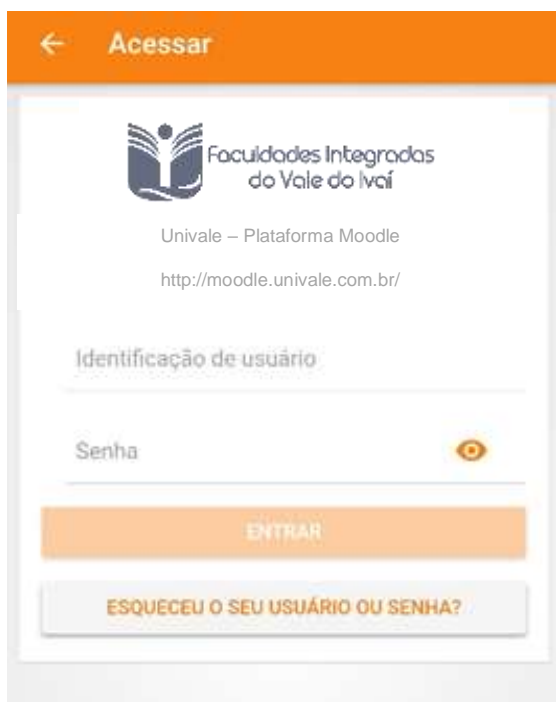 Acessar
Faculdades Integradas
do Vale do Ivaí
Univale – Plataforma Moodle
http://moodle.univale.com.br/
Identificação de usuário
Senha
ENTRAR
ESQUECEU O SEU USUÁRIO OU SENHA?